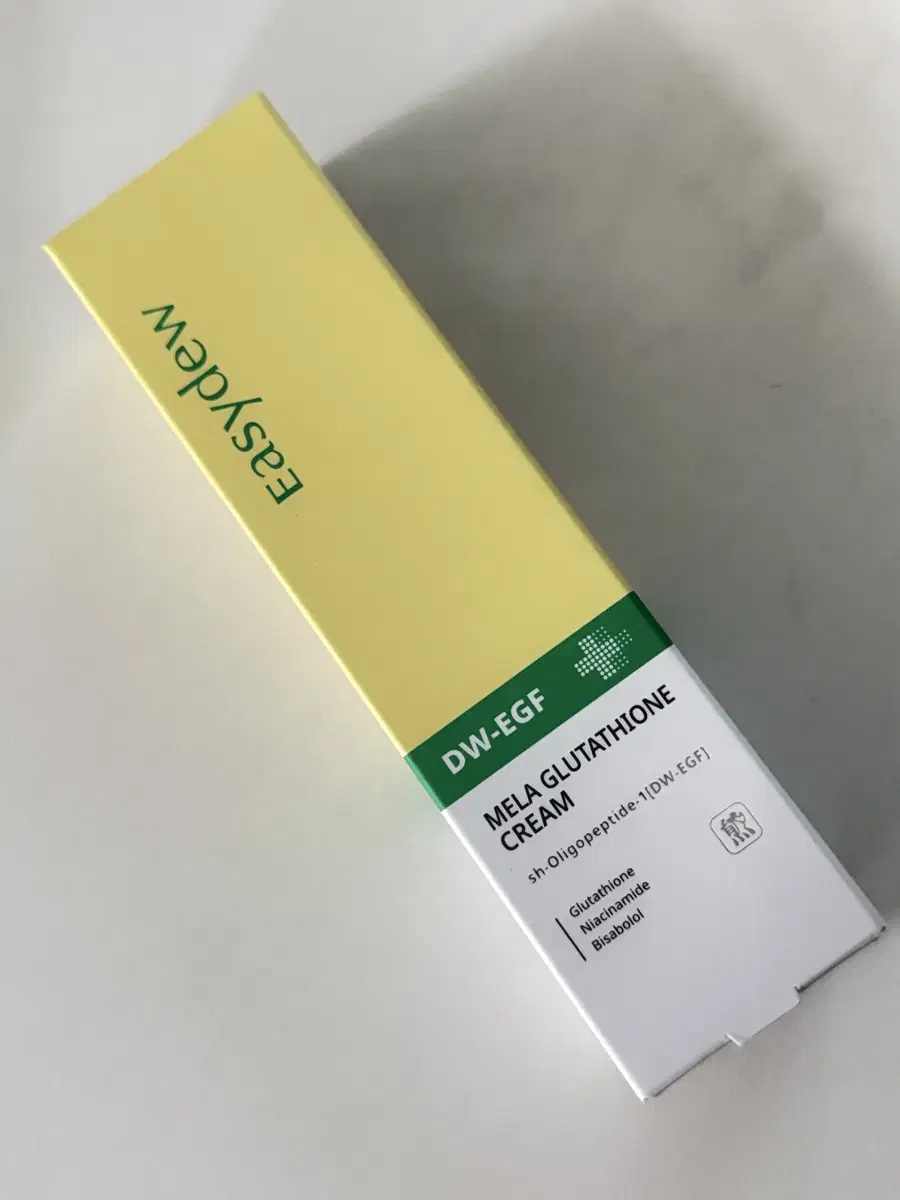 Easydew
DW-EGF
MELA GLUTATHIONE
CREAM
sh-Oligopeptide-1[DW-EGF]
Glutathione
Niacinamide
Bisabolol